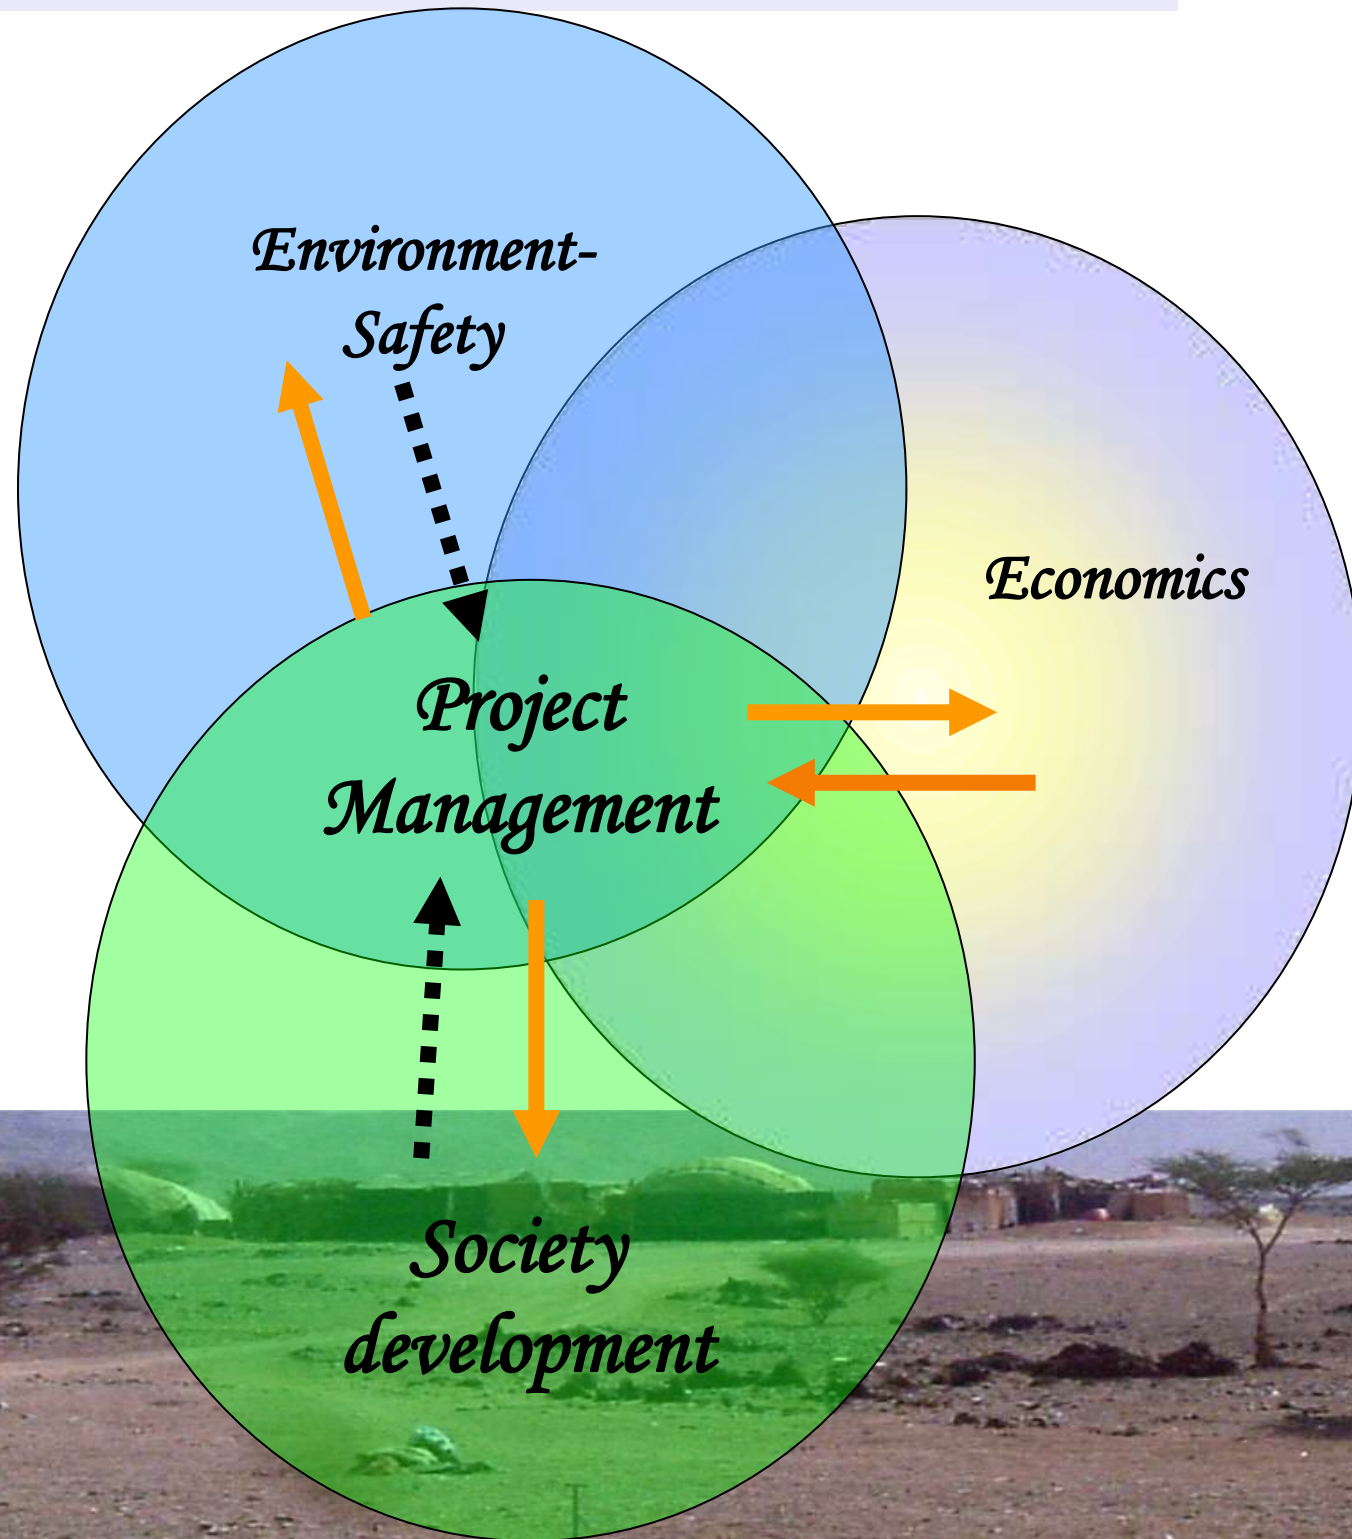 Environment-
Safety
Economics
Project
Management
Society
development